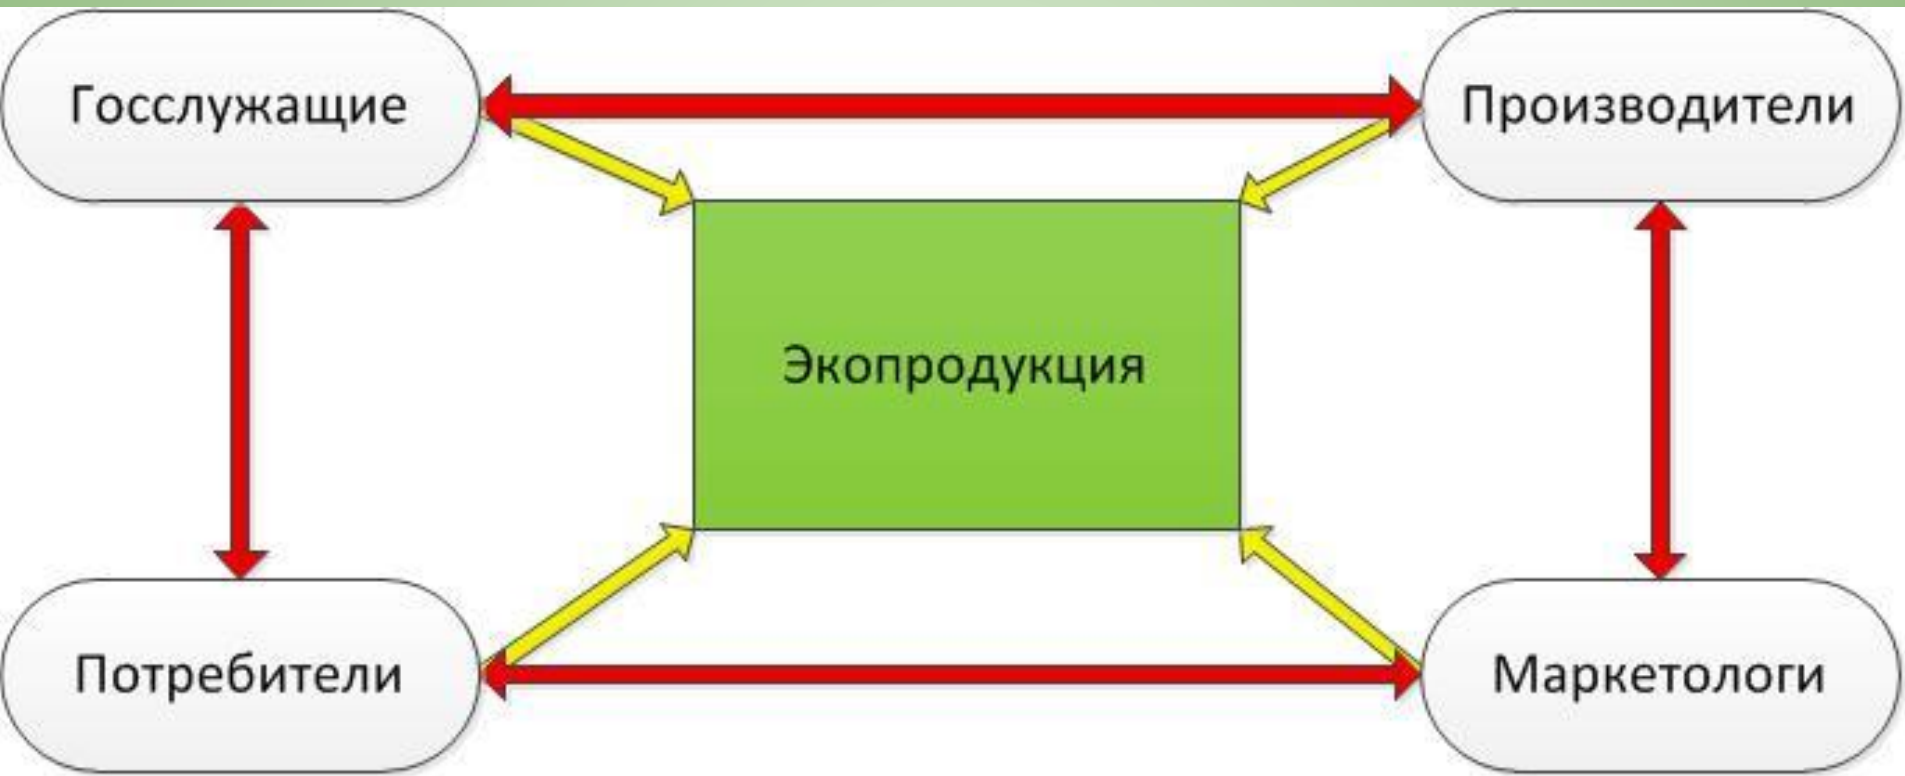 Госслужащие
Производители
Экопродукция
Потребители
Маркетологи